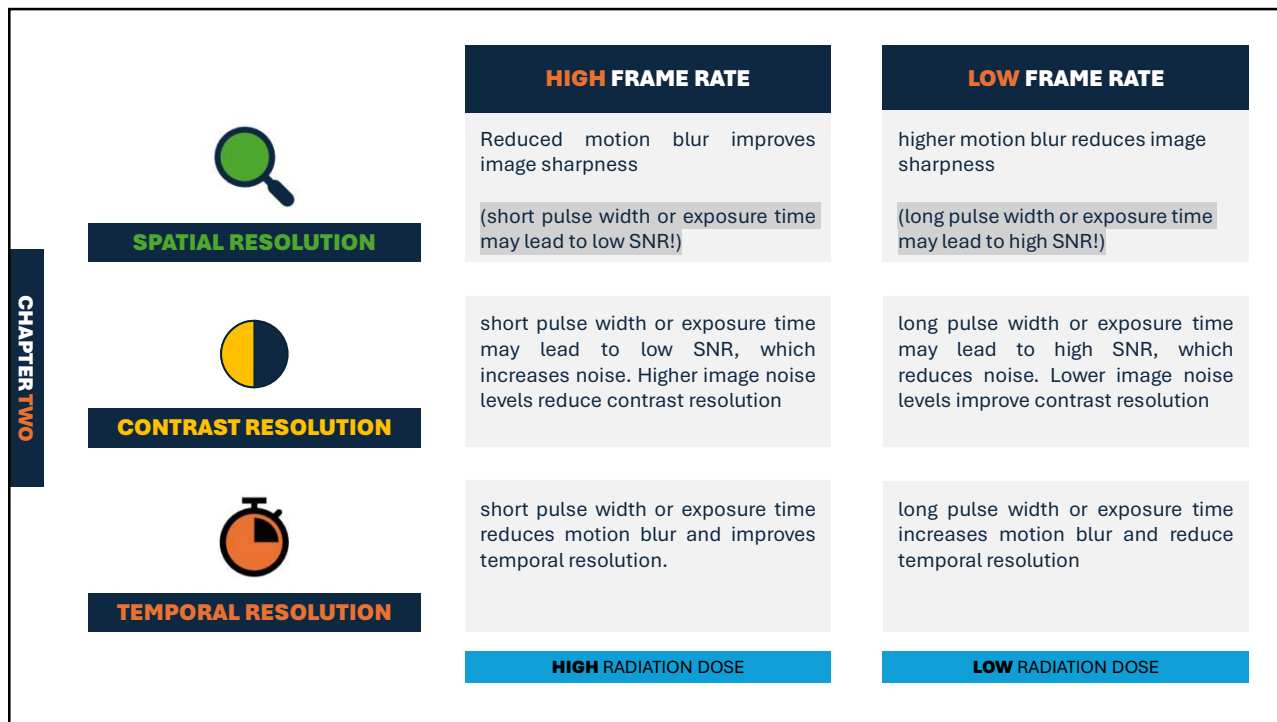 HIGH FRAME RATE
LOW FRAME RATE
CHAPTER TWO
SPATIAL RESOLUTION
Reduced motion blur improves
image sharpness
(short pulse width or exposure time
may lead to low SNR!)
higher motion blur reduces image
sharpness
(long pulse width or exposure time
may lead to high SNR!)
CONTRAST RESOLUTION
short pulse width or exposure time
may lead to low SNR, which
increases noise. Higher image noise
levels reduce contrast resolution
long pulse width or exposure time
may lead to high SNR, which
reduces noise. Lower image noise
levels improve contrast resolution
TEMPORAL RESOLUTION
short pulse width or exposure time
reduces motion blur and improves
temporal resolution.
long pulse width or exposure time
increases motion blur and reduce
temporal resolution
HIGH RADIATION DOSE
LOW RADIATION DOSE